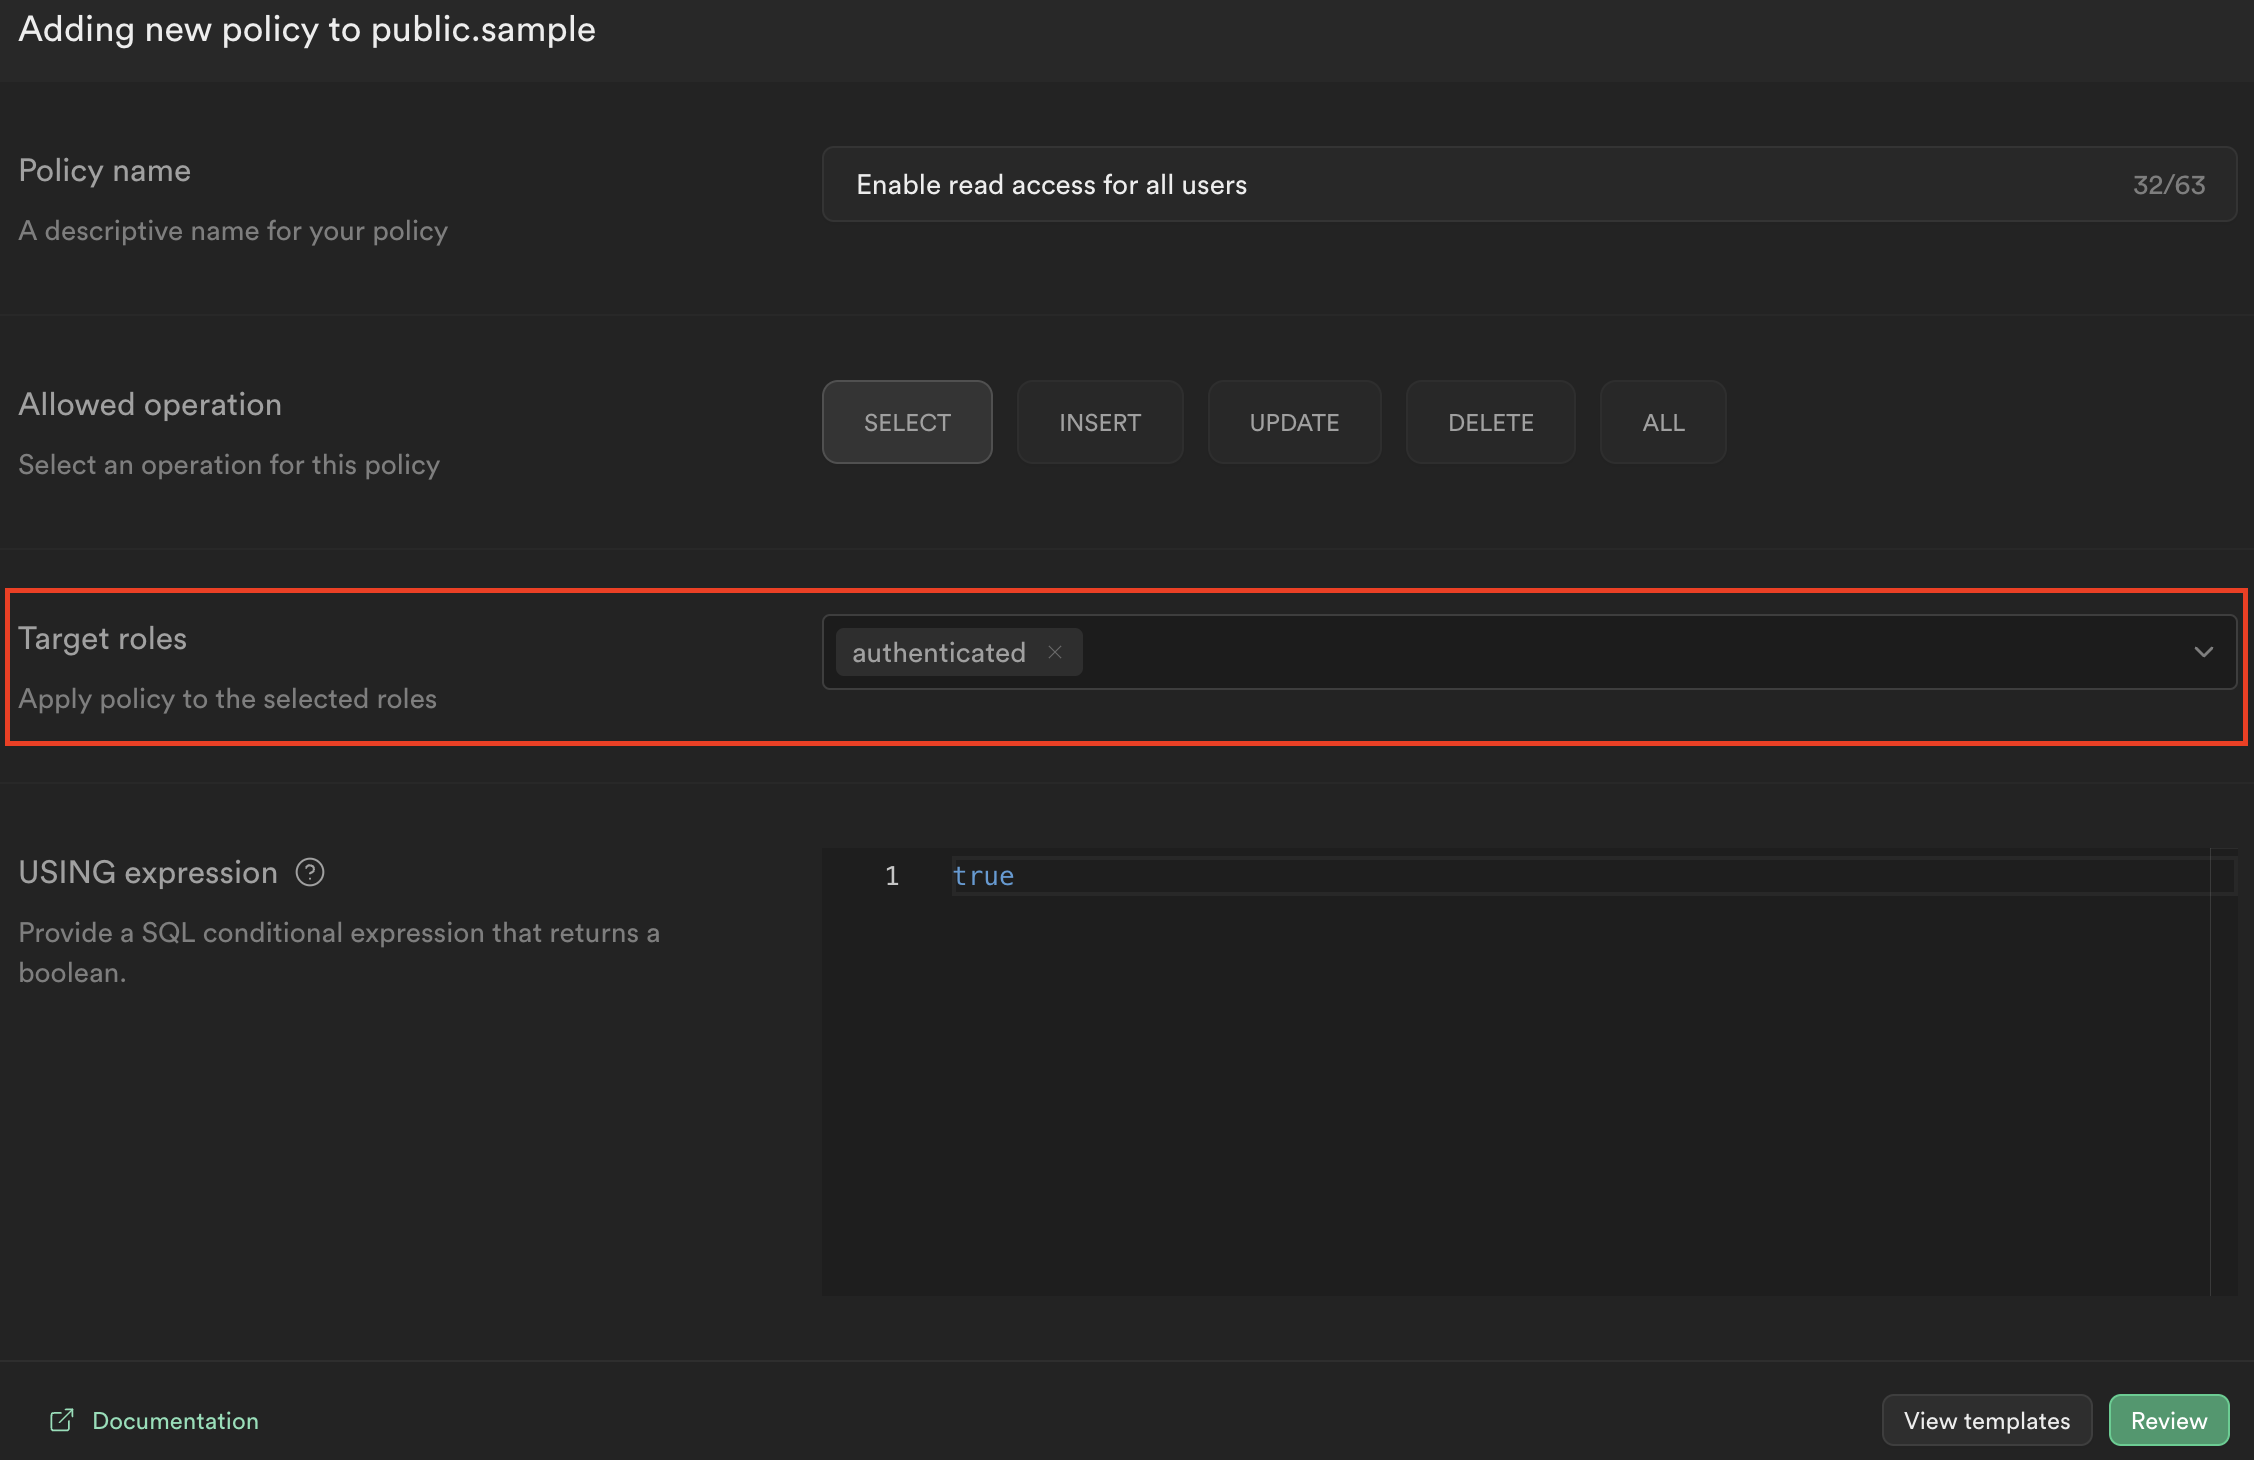 Adding new policy to public.sample
Policy name
A descriptive name for your policy
Enable read access for all users
32/63
Allowed operation
Select an operation for this policy
SELECT
INSERT
UPDATE
DELETE
ALL
Target roles
Apply policy to the selected roles
authenticated
USING expression
Provide a SQL conditional expression that returns a
boolean.
1 true
Documentation
View templates
Review